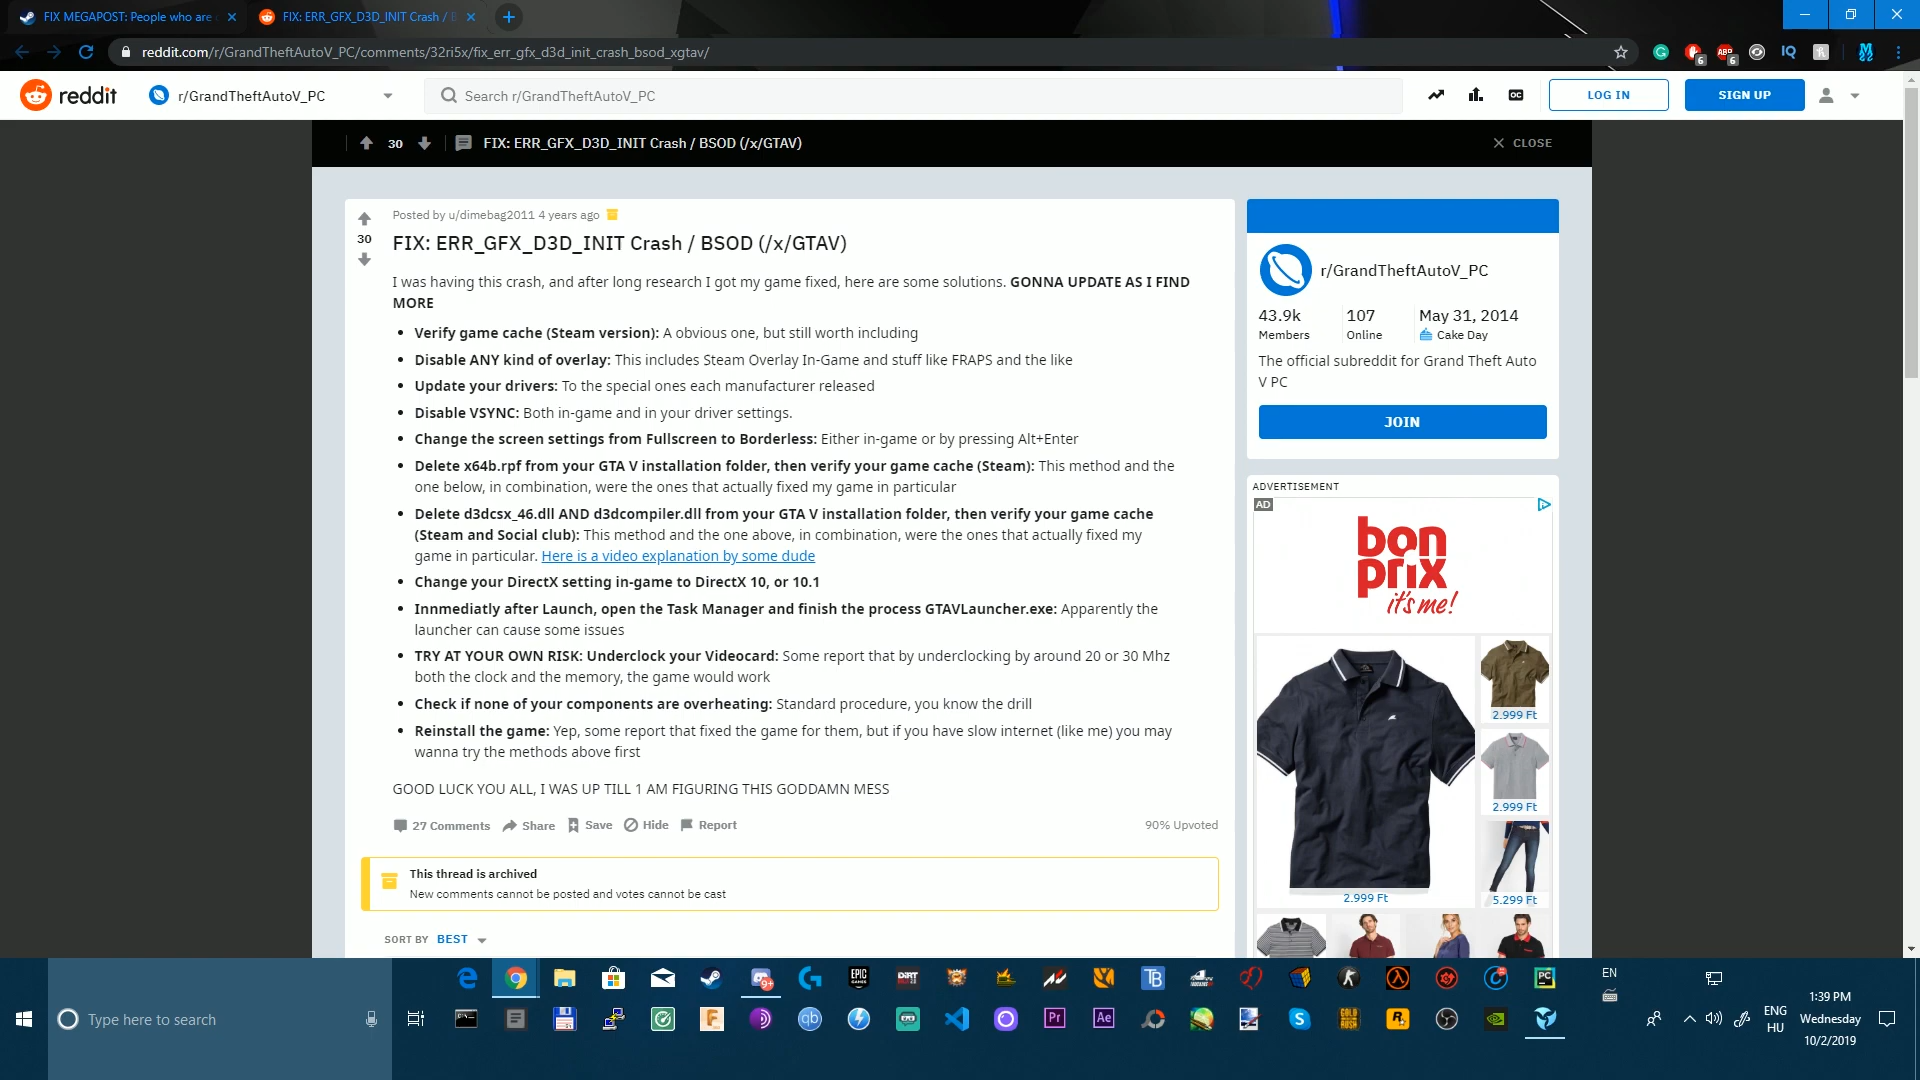 FIX MEGAPOST: People who are
FIX: ERR_GFX_D3D_INIT Crash / B
reddit.com/r/GrandTheftAutoV_PC/comments/32ri5x/fix_err_gfx_d3d_init_crash_bsod_xgtav/
reddit
r/GrandTheftAutoV_PC
Search r/GrandTheftAutoV_PC
LOG IN
SIGN UP
30
FIX: ERR_GFX_D3D_INIT Crash / BSOD (/x/GTAV)
CLOSE
Posted by u/dimebag2011 4 years ago
30
FIX: ERR_GFX_D3D_INIT Crash / BSOD (/x/GTAV)
I was having this crash, and after long research I got my game fixed, here are some solutions. GONNA UPDATE AS I FIND
MORE
• Verify game cache (Steam version): A obvious one, but still worth including
• Disable ANY kind of overlay: This includes Steam Overlay In-Game and stuff like FRAPS and the like
• Update your drivers: To the special ones each manufacturer released
• Disable VSYNC: Both in-game and in your driver settings.
• Change the screen settings from Fullscreen to Borderless: Either in-game or by pressing Alt+Enter
• Delete x64b.rpf from your GTA V installation folder, then verify your game cache (Steam): This method and the
one below, in combination, were the ones that actually fixed my game in particular
• Delete d3dcsx_46.dll AND d3dcompiler.dll from your GTA V installation folder, then verify your game cache
(Steam and Social club): This method and the one above, in combination, were the ones that actually fixed my
game in particular. Here is a video explanation by some dude
• Change your DirectX setting in-game to DirectX 10, or 10.1
• Innmediatly after Launch, open the Task Manager and finish the process GTAVLauncher.exe: Apparently the
launcher can cause some issues
• TRY AT YOUR OWN RISK: Underclock your Videocard: Some report that by underclocking by around 20 or 30 Mhz
both the clock and the memory, the game would work
• Check if none of your components are overheating: Standard procedure, you know the drill
• Reinstall the game: Yep, some report that fixed the game for them, but if you have slow internet (like me) you may
wanna try the methods above first
GOOD LUCK YOU ALL, I WAS UP TILL 1 AM FIGURING THIS GODDAMN MESS
27 Comments Share Save Hide Report
90% Upvoted
This thread is archived
New comments cannot be posted and votes cannot be cast
SORT BY BEST
r/GrandTheftAutoV_PC
43.9k 107 May 31, 2014
Members Online Cake Day
The official subreddit for Grand Theft Auto
V PC
JOIN
ADVERTISEMENT
AD
bon
prix
it's me!
2.999 Ft
2.999 Ft
2.999 Ft
5.299 Ft
Type here to search
EN
ENG
HU
1:39 PM
Wednesday
10/2/2019